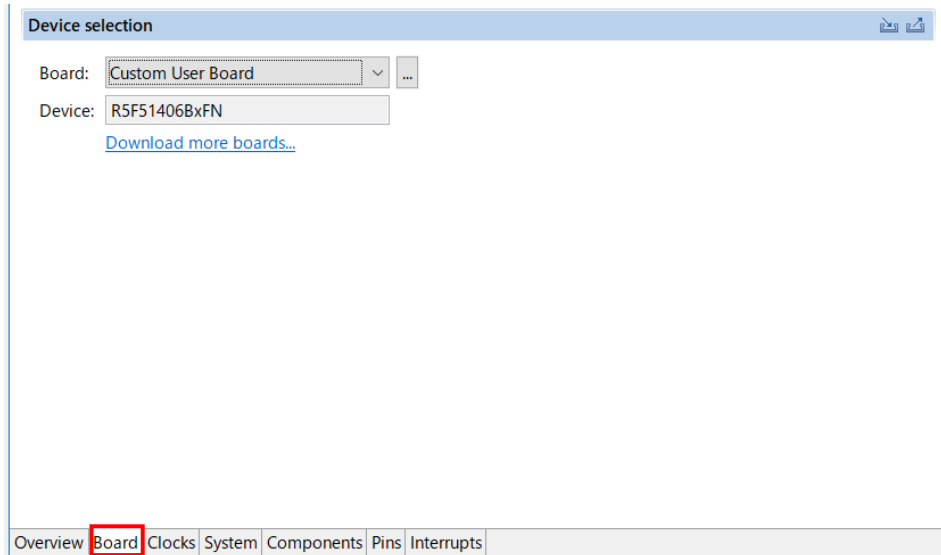 Device selection
Board: Custom User Board ...
Device: R5F51406BxFN
Download more boards...
Overview Board Clocks System Components Pins Interrupts